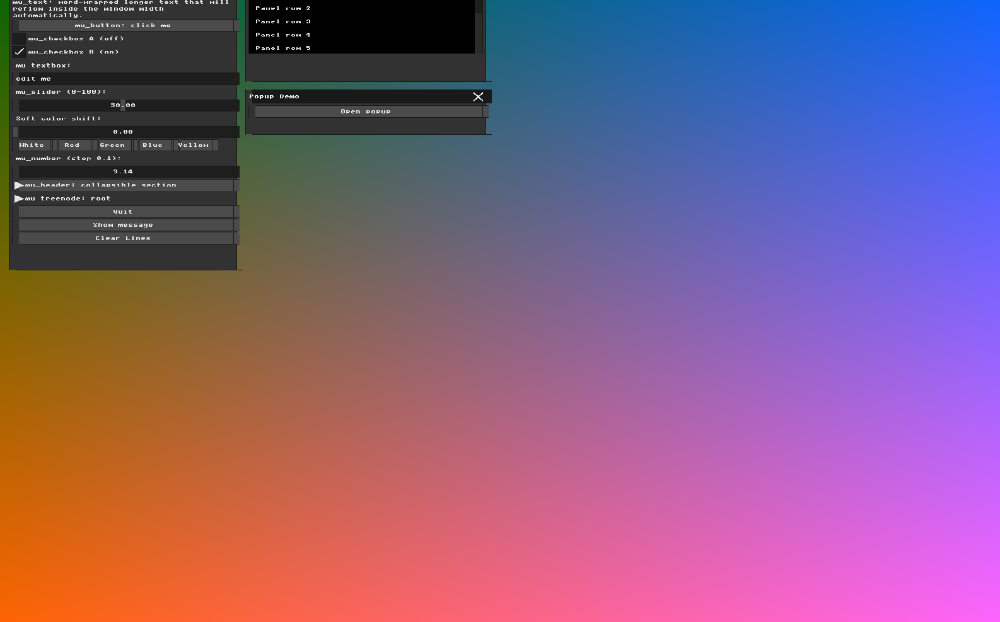 mu_text: word-wrapped longer text that will
reflow inside the window width
automatically.
mu_button: click me
mu_checkbox A (off)
mu_checkbox B (on)
mu textbox:
edit me
mu_slider (0-100):
50.00
Soft color shift:
0.00
White Red Green Blue Yellow
mu_number (step 0.1):
3.14
mu_header: collapsible section
mu treenode: root
Quit
Show message
Clear Lines
Panel row 2
Panel row 3
Panel row 4
Panel row 5
Popup Demo
Open popup